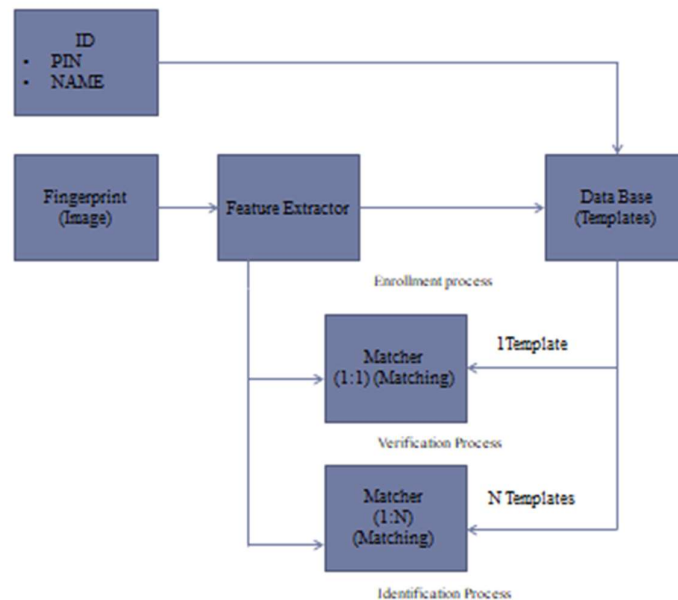 ID
• PIN
• NAME
Fingerprint
(Image)
Feature Extractor
Data Base
(Templates)
Enrollment process
Matcher
(1:1) (Matching)
1Template
Verification Process
Matcher
(1:N)
(Matching)
N Templates
Identification Process